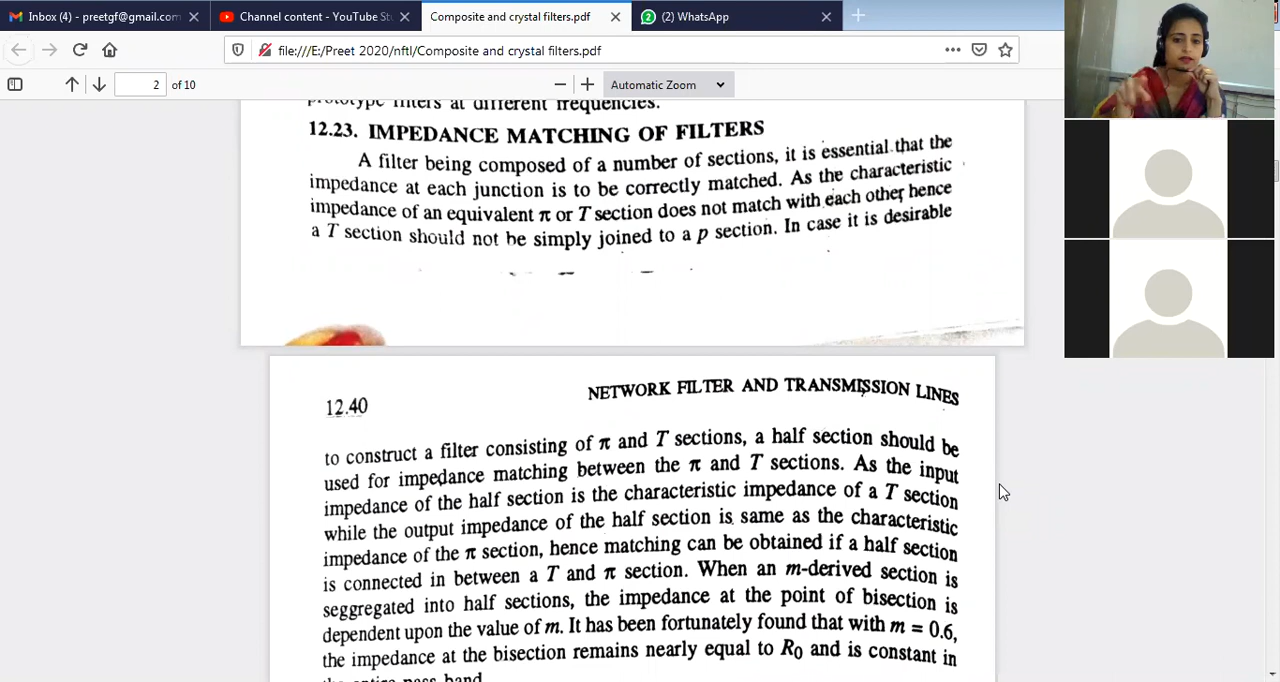 Inbox (4) - preetgf@gmail.com
Channel content - YouTube St
Composite and crystal filters.pdf
(2) WhatsApp
file:///E:/Preet 2020/nftl/Composite and crystal filters.pdf
2 of 10
Automatic Zoom
prototype filters at different frequencies.
12.23. IMPEDANCE MATCHING OF FILTERS
A filter being composed of a number of sections, it is essential that the
impedance at each junction is to be correctly matched. As the characteristic
impedance of an equivalent π or T section does not match with each other, hence
a T section should not be simply joined to a p section. In case it is desirable
12.40
NETWORK FILTER AND TRANSMISSION LINES
to construct a filter consisting of π and T sections, a half section should be
used for impedance matching between the π and T sections. As the input
impedance of the half section is the characteristic impedance of a T section
while the output impedance of the half section is same as the characteristic
impedance of the π section, hence matching can be obtained if a half section
is connected in between a T and π section. When an m-derived section is
seggregated into half sections, the impedance at the point of bisection is
dependent upon the value of m. It has been fortunately found that with m = 0.6,
the impedance at the bisection remains nearly equal to R0 and is constant in
the entire pass band.